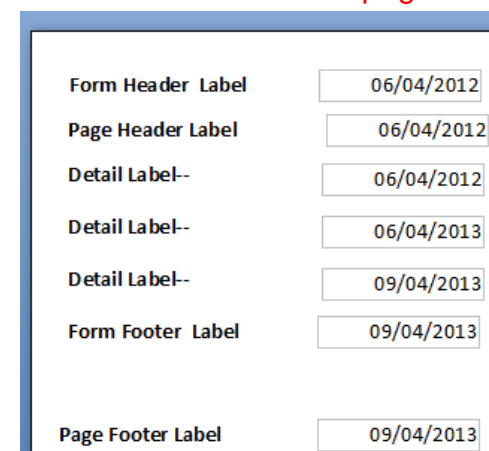 Form Header Label 06/04/2012
Page Header Label 06/04/2012
Detail Label-- 06/04/2012
Detail Label-- 06/04/2013
Detail Label-- 09/04/2013
Form Footer Label 09/04/2013
Page Footer Label 09/04/2013